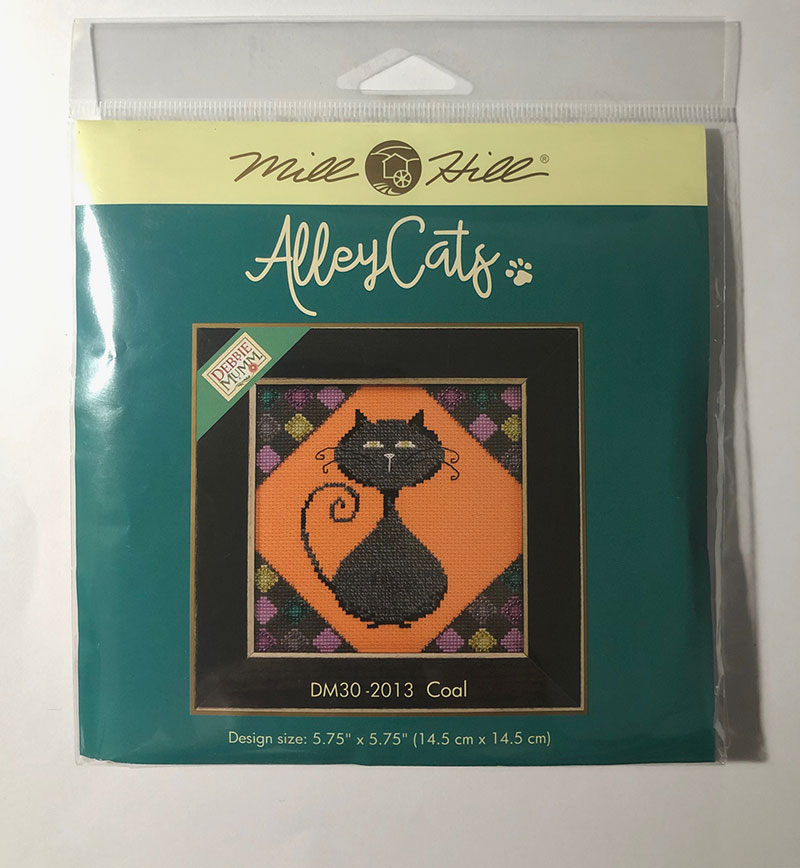 Mill Hill®
AlleyCats
DEBBIE
MUMM
DM30-2013 Coal
Design size: 5.75" x 5.75" (14.5 cm x 14.5 cm)